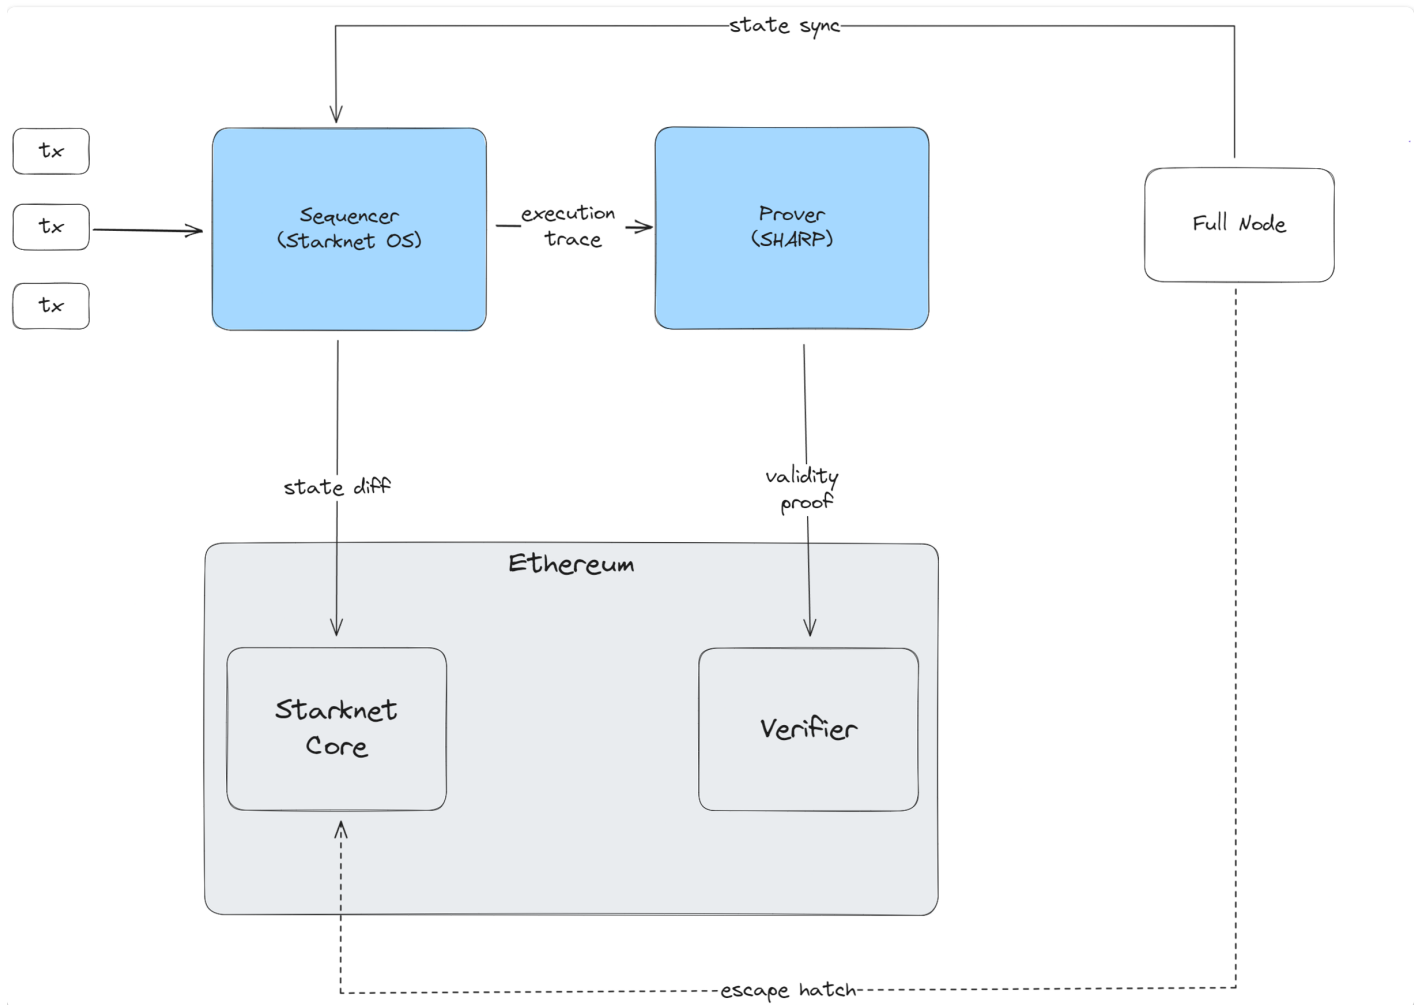 state sync
tx
tx
tx
Sequencer
(Starknet OS)
execution
trace
Prover
(SHARP)
Full Node
state diff
validity
proof
Ethereum
Starknet
Core
Verifier
escape hatch